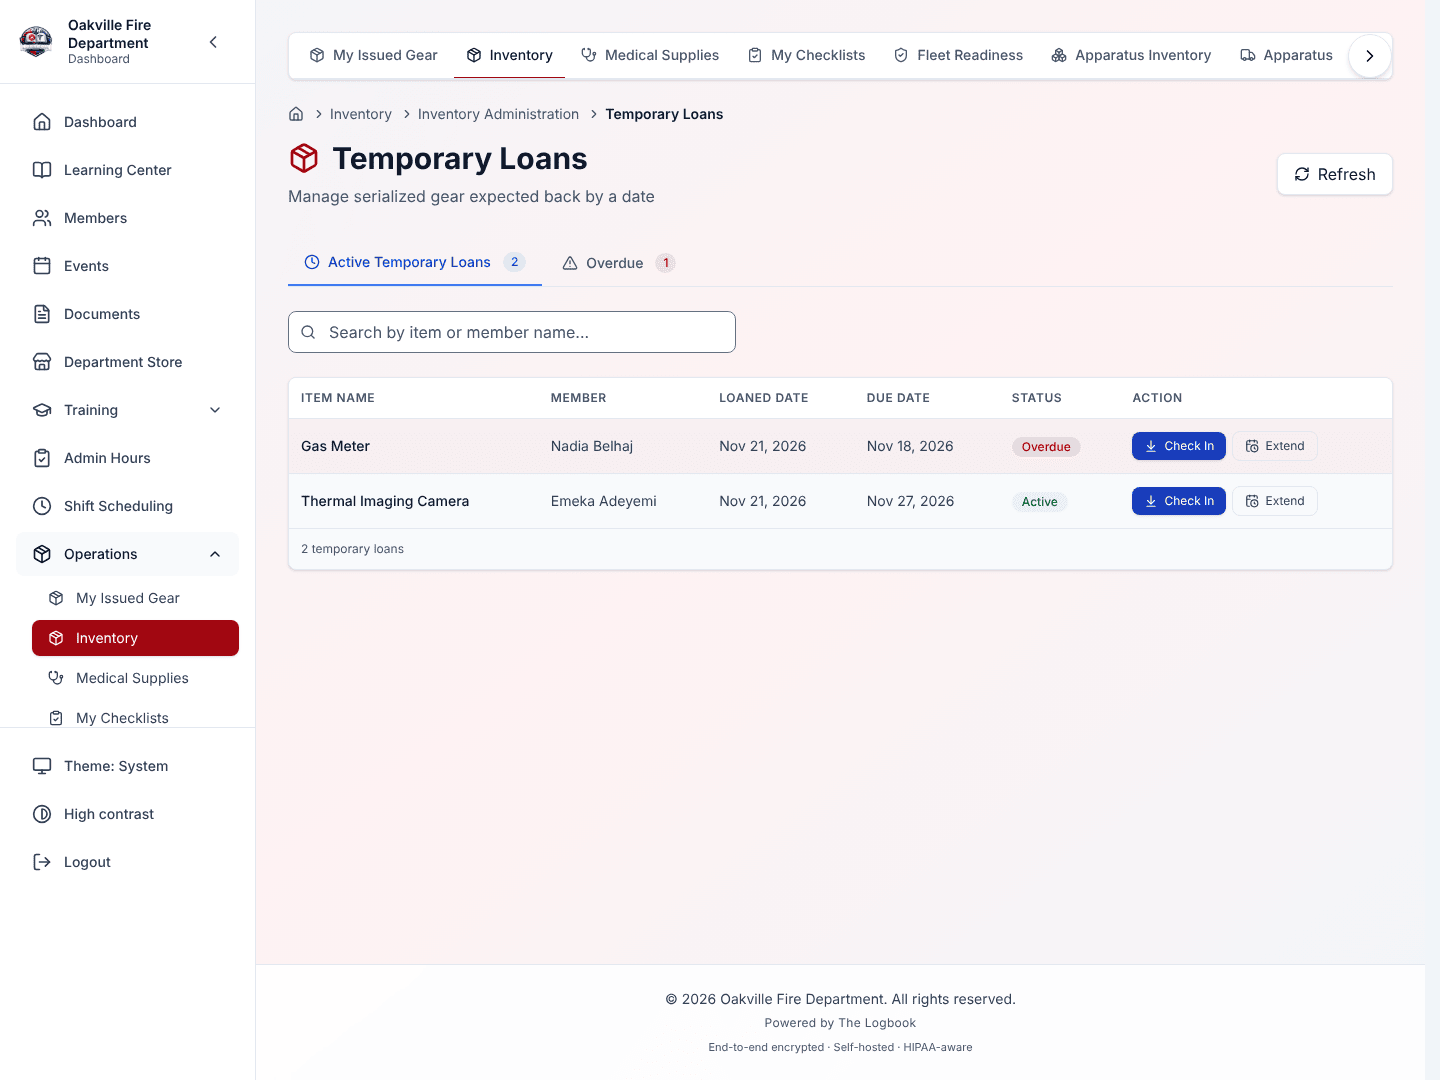 Oakville Fire
Department
Dashboard
Dashboard
Learning Center
Members
Events
Documents
Department Store
Training
Admin Hours
Shift Scheduling
Operations
My Issued Gear
Inventory
Medical Supplies
My Checklists
Theme: System
High contrast
Logout
My Issued Gear Inventory Medical Supplies My Checklists Fleet Readiness Apparatus Inventory Apparatus
Inventory Inventory Administration Temporary Loans
Temporary Loans
Manage serialized gear expected back by a date
Refresh
Active Temporary Loans 2 Overdue 1
Search by item or member name...
ITEM NAME MEMBER LOANED DATE DUE DATE STATUS ACTION
Gas Meter Nadia Belhaj Nov 21, 2026 Nov 18, 2026 Overdue Check In Extend
Thermal Imaging Camera Emeka Adeyemi Nov 21, 2026 Nov 27, 2026 Active Check In Extend
2 temporary loans
© 2026 Oakville Fire Department. All rights reserved.
Powered by The Logbook
End-to-end encrypted · Self-hosted · HIPAA-aware